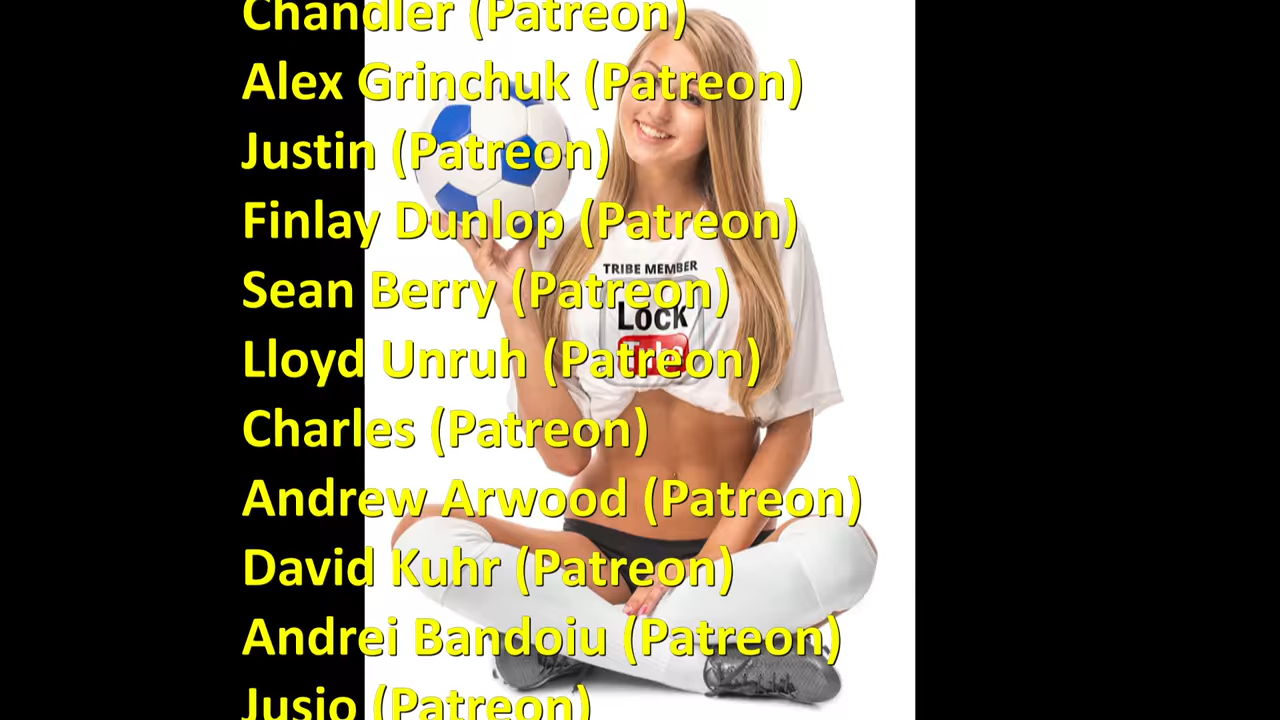 Chandler (Patreon)
Alex Grinchuk (Patreon)
Justin (Patreon)
Finlay Dunlop (Patreon)
TRIBE MEMBER
Sean Berry (Patreon)
Lock
Lloyd Unruh (Patreon)
Tube
Charles (Patreon)
Andrew Arwood (Patreon)
David Kuhr (Patreon)
Andrei Bandoiu (Patreon)
Jusio (Patreon)